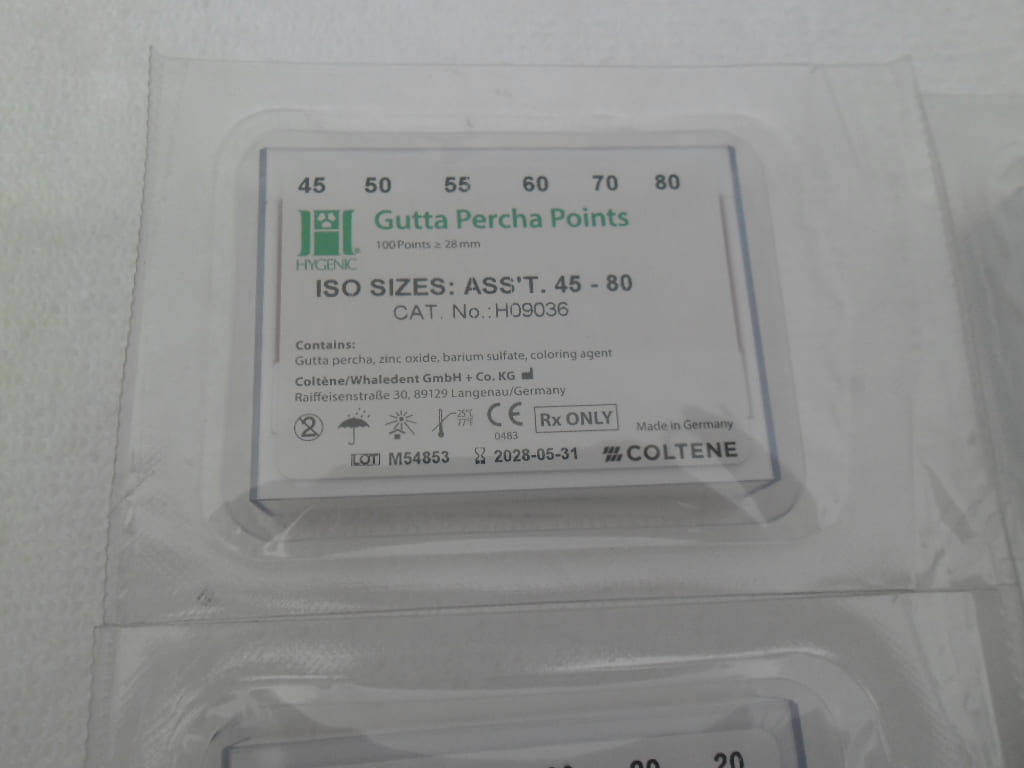 45 50 55 60 70 80
HYGENIC®
Gutta Percha Points
100 Points ≥ 28 mm
ISO SIZES: ASS'T. 45 - 80
CAT. No.:H09036
Contains:
Gutta percha, zinc oxide, barium sulfate, coloring agent
Coltène/Whaledent GmbH + Co. KG
Raiffeisenstraße 30, 89129 Langenau/Germany
2 25°C 77°F CE 0483 Rx ONLY Made in Germany
LOT M54853 2028-05-31 COLTENE
20